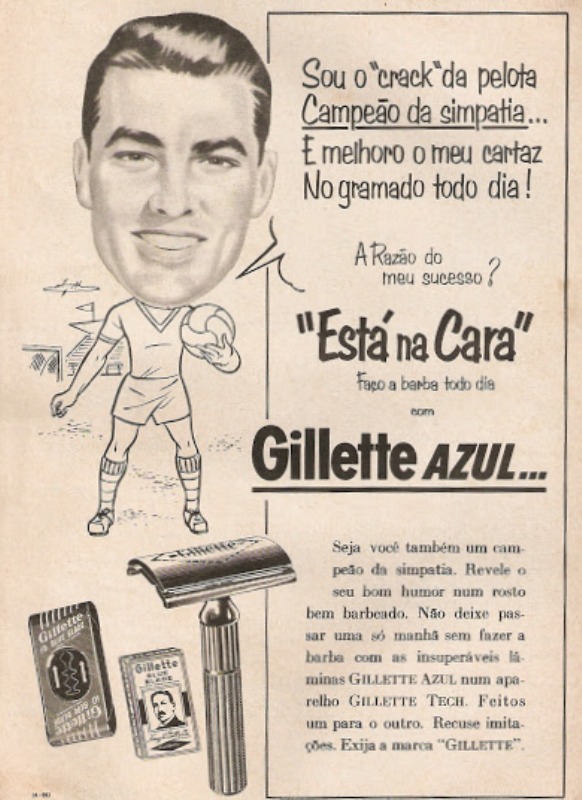 Sou o "crack" da pelota
Campeão da simpatia...
E melhoro o meu cartaz
No gramado todo dia!
A Razão do
meu sucesso?
"Está na Cara"
Faço a barba todo dia
com
Gillette AZUL...
Seja você também um cam-
peão da simpatia. Revele o
seu bom humor num rosto
bem barbeado. Não deixe pas-
sar uma só manhã sem fazer a
barba com as insuperáveis lâ-
minas GILLETTE AZUL num apa-
relho GILLETTE TECH. Feitos
um para o outro. Recuse imita-
ções. Exija a marca "GILLETTE".
Gillette
Gillette
Gillette
Gillette
BLUE
BLADE